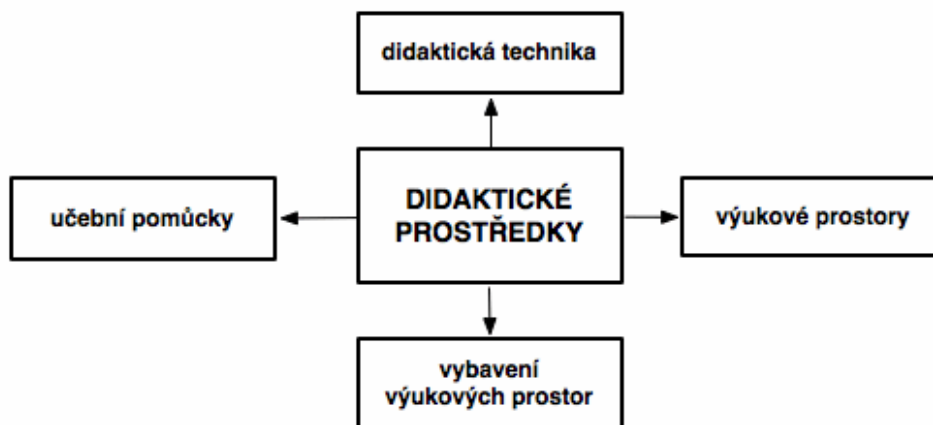 didaktická technika
učební pomůcky
DIDAKTICKÉ
PROSTŘEDKY
výukové prostory
vybavení
výukových prostor